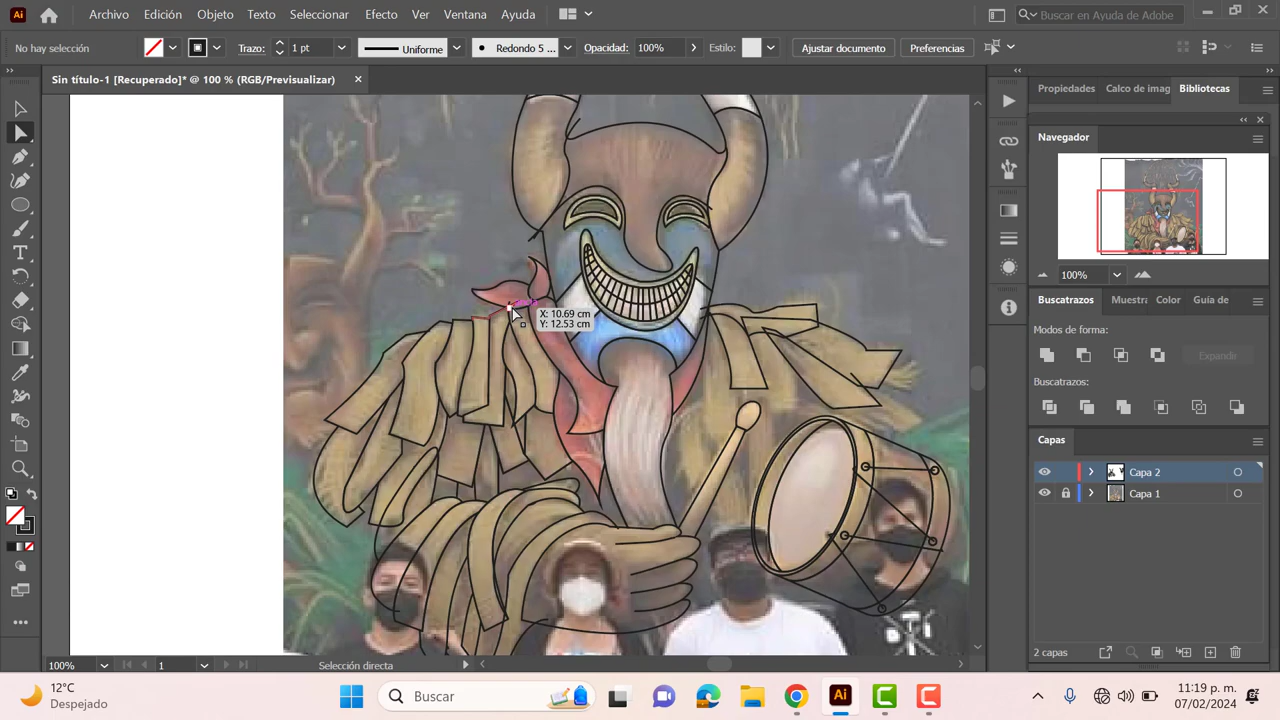 Ai Archivo Edición Objeto Texto Seleccionar Efecto Ver Ventana Ayuda Buscar en Ayuda de Adobe
No hay selección Trazo: 1 pt Uniforme Redondo 5 ... Opacidad: 100% Estilo: Ajustar documento Preferencias
Sin título-1 [Recuperado]* @ 100 % (RGB/Previsualizar)
Propiedades Calco de imag Bibliotecas
Navegador
100%
Buscatrazos Muestra Color Guía de
Modos de forma:
Expandir
Buscatrazos:
Capas
Capa 2
Capa 1
2 capas
X: 10.69 cm
Y: 12.53 cm
100% 1 Selección directa
12°C
Despejado
Buscar
Ai
11:19 p. m.
07/02/2024